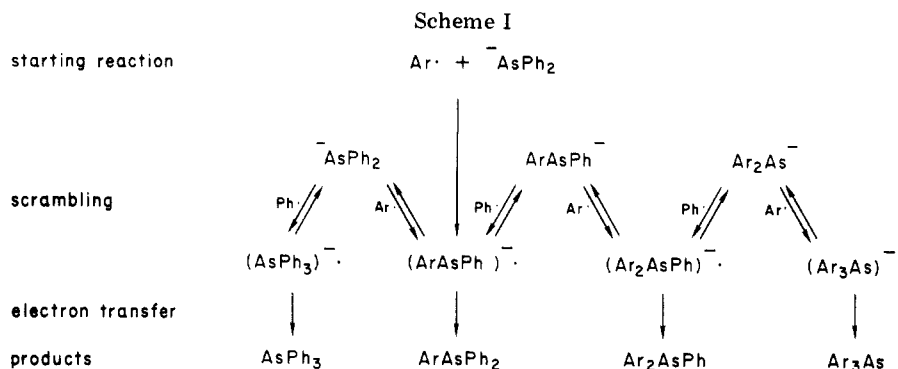 Scheme I
starting reaction Ar· + ⁻AsPh₂
⁻AsPh₂ ArAsPh⁻ Ar₂As⁻
scrambling Ph· Ar· Ph· Ar· Ph· Ar·
(AsPh₃)⁻· (ArAsPh )⁻· (Ar₂AsPh)⁻· (Ar₃As)⁻
electron transfer
products AsPh₃ ArAsPh₂ Ar₂AsPh Ar₃As